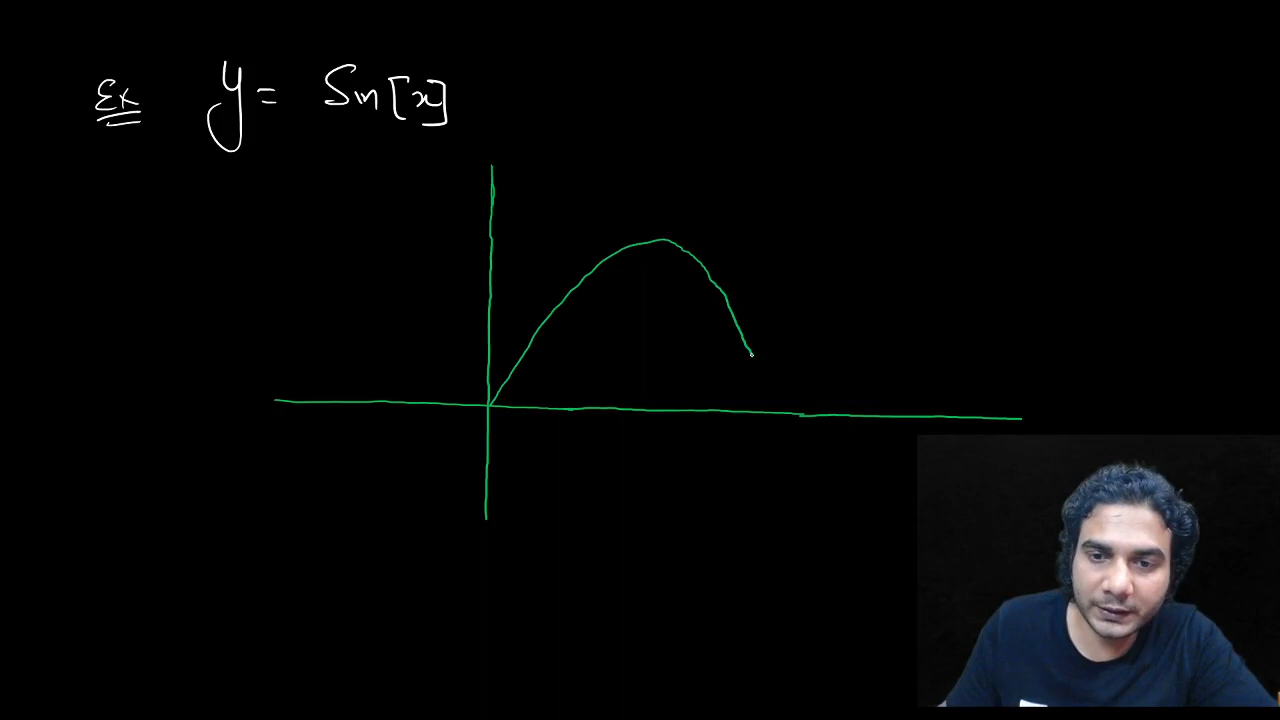 Ex y = Sin[x]